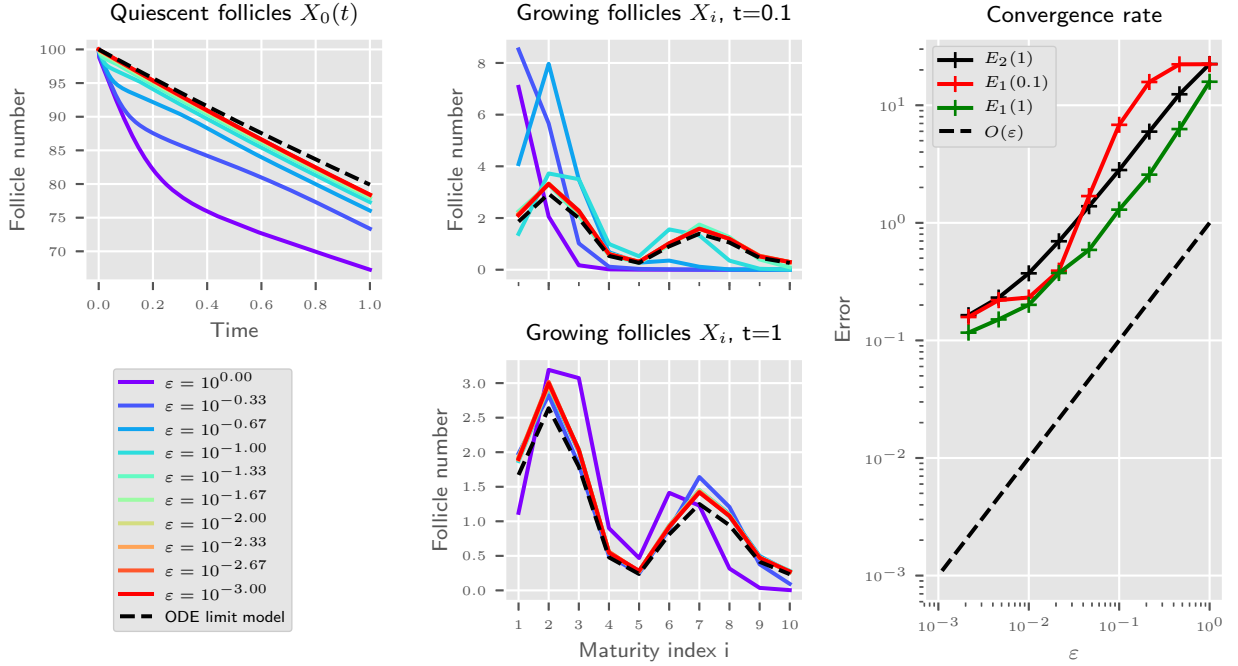 Quiescent follicles X₀(t)
Follicle number
100
95
90
85
80
75
70
0.0 0.2 0.4 0.6 0.8 1.0
Time
ε = 10^0.00
ε = 10^−0.33
ε = 10^−0.67
ε = 10^−1.00
ε = 10^−1.33
ε = 10^−1.67
ε = 10^−2.00
ε = 10^−2.33
ε = 10^−2.67
ε = 10^−3.00
ODE limit model
Growing follicles Xᵢ, t=0.1
Follicle number
8
6
4
2
0
Growing follicles Xᵢ, t=1
Follicle number
3.0
2.5
2.0
1.5
1.0
0.5
0.0
1 2 3 4 5 6 7 8 9 10
Maturity index i
Convergence rate
E₂(1)
E₁(0.1)
E₁(1)
O(ε)
Error
10^1
10^0
10^−1
10^−2
10^−3
10^−3 10^−2 10^−1 10^0
ε